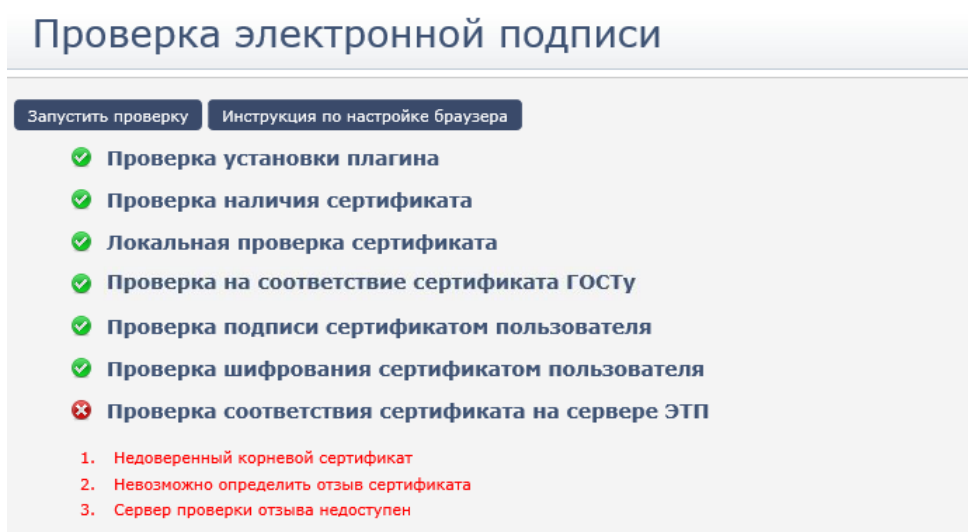 Проверка электронной подписи
Запустить проверку Инструкция по настройке браузера
Проверка установки плагина
Проверка наличия сертификата
Локальная проверка сертификата
Проверка на соответствие сертификата ГОСТу
Проверка подписи сертификатом пользователя
Проверка шифрования сертификатом пользователя
Проверка соответствия сертификата на сервере ЭТП
1. Недоверенный корневой сертификат
2. Невозможно определить отзыв сертификата
3. Сервер проверки отзыва недоступен